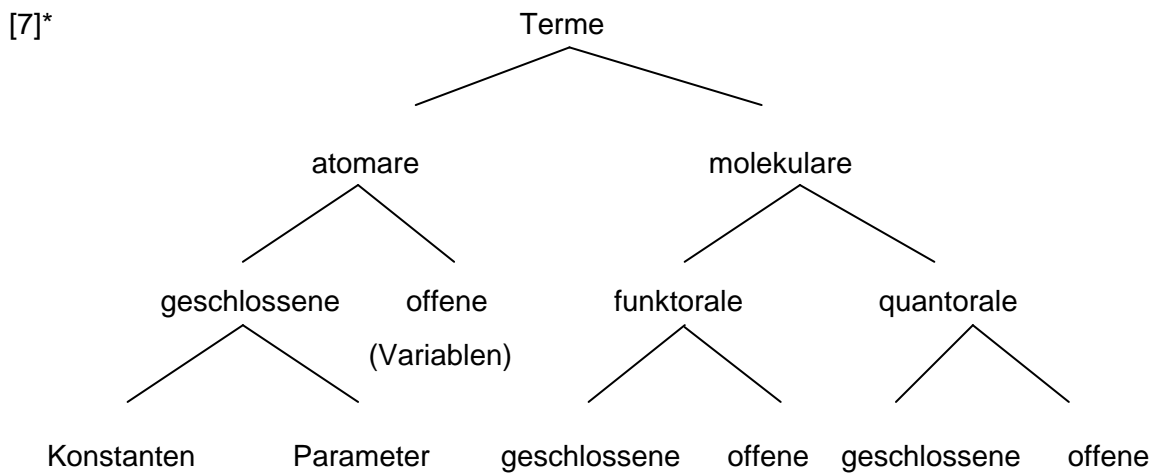 [7]* Terme
atomare molekulare
geschlossene offene funktorale quantorale
(Variablen)
Konstanten Parameter geschlossene offene geschlossene offene